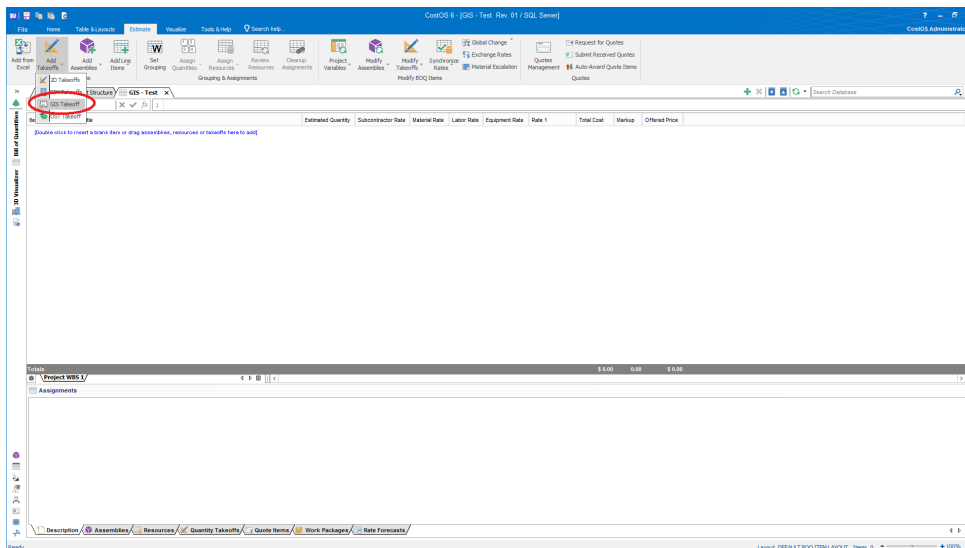 CostOS 6 - [GIS - Test Rev. 01 / SQL Server]
File Home Table & Layouts Estimate Visualize Tools & Help Search help... CostOS Administrato
Add from Excel
Add Takeoffs
Add Assemblies
Add Line Items
Set Grouping
Assign Quantities
Assign Resources
Review Resources
Cleanup Assignments
Grouping & Assignments
Project Variables
Modify Assemblies
Modify Takeoffs
Synchronize Rates
Global Change
Exchange Rates
Material Escalation
Modify BOQ Items
Quotes Management
Request for Quotes
Submit Received Quotes
Auto-Award Quote Items
Quotes
2D Takeoffs
GIS Takeoff
OST Takeoff
Structure GIS - Test x
Search Database
fx 1
Estimated Quantity Subcontractor Rate Material Rate Labor Rate Equipment Rate Rate 1 Total Cost Markup Offered Price
[Double click to insert a blank item or drag assemblies, resources or takeoffs here to add]
Bill of Quantities
3D Visualizer
Totals $ 0.00 0.00 $ 0.00
Project WBS 1
Assignments
Description Assemblies Resources Quantity Takeoffs Quote Items Work Packages Rate Forecasts
Ready Layout: DEFAULT BOQ ITEM LAYOUT Items: 0 100%